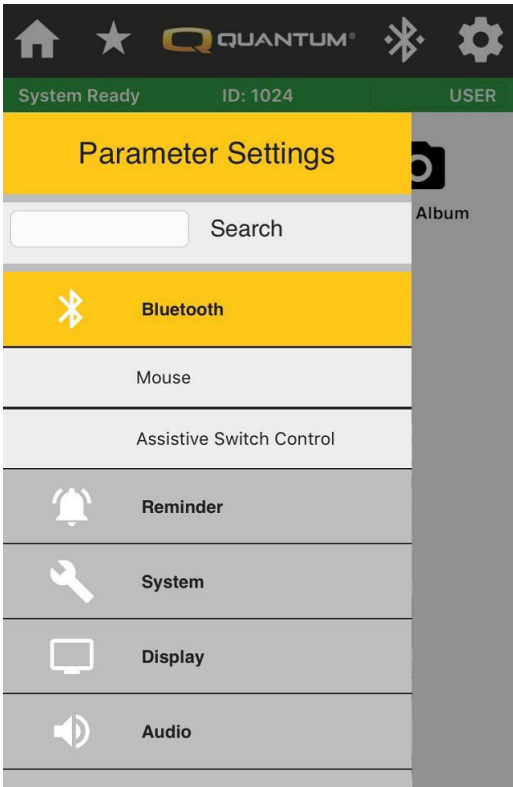 QUANTUM®
System Ready ID: 1024 USER
Parameter Settings
Album
Search
Bluetooth
Mouse
Assistive Switch Control
Reminder
System
Display
Audio